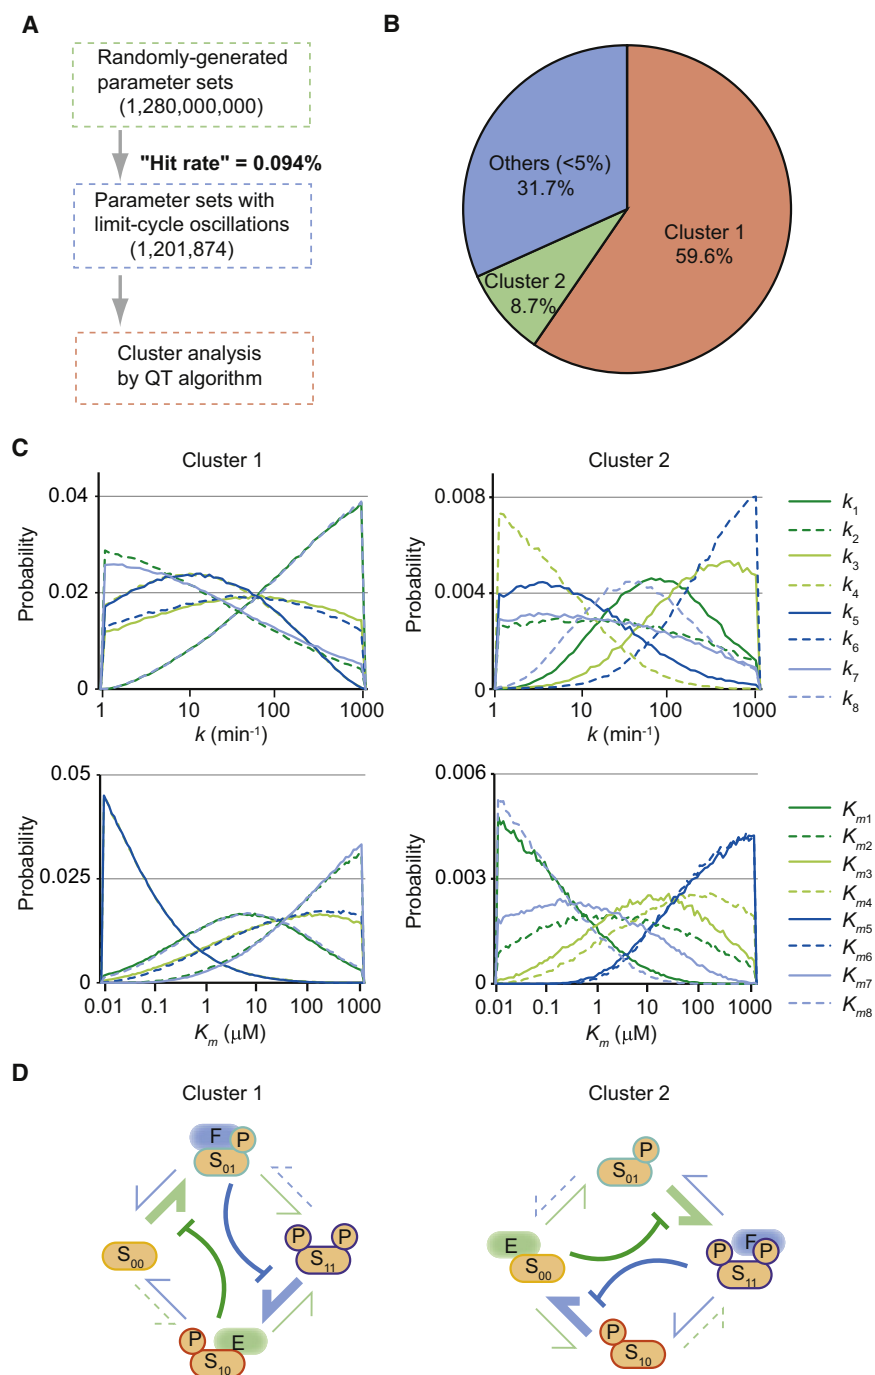 A
Randomly-generated
parameter sets
(1,280,000,000)
"Hit rate" = 0.094%
Parameter sets with
limit-cycle oscillations
(1,201,874)
Cluster analysis
by QT algorithm
B
Others (<5%)
31.7%
Cluster 1
59.6%
Cluster 2
8.7%
C
Cluster 1
Probability
0.04
0.02
0
1 10 100 1000
k (min⁻¹)
Cluster 2
Probability
0.008
0.004
0
1 10 100 1000
k (min⁻¹)
k₁
k₂
k₃
k₄
k₅
k₆
k₇
k₈
Probability
0.05
0.025
0
0.01 0.1 1 10 100 1000
Kₘ (μM)
Probability
0.006
0.003
0
0.01 0.1 1 10 100 1000
Kₘ (μM)
Kₘ₁
Kₘ₂
Kₘ₃
Kₘ₄
Kₘ₅
Kₘ₆
Kₘ₇
Kₘ₈
D
Cluster 1
F P
S₀₁
P P
S₁₁
S₀₀
P E
S₁₀
Cluster 2
P
S₀₁
E
S₀₀
F
P P
S₁₁
P
S₁₀